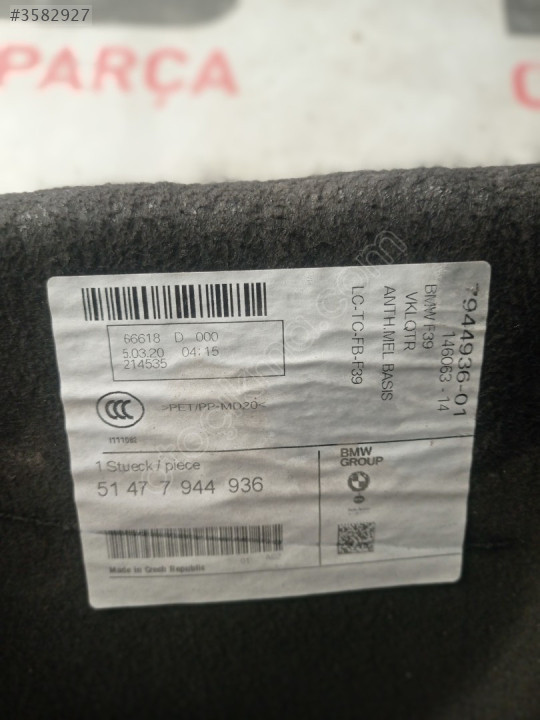 #3582927
PARÇA
66618 D 000
5.03.20 04:15
214535
CCC
>PET/PP-MD20<
1 Stueck / piece
51 47 7 944 936
Made in Czech Republic
7944936-01
146063-14
BMW F39
VKLQTR
ANTH.MEL BASIS
LC-TC-FB-F39
BMW
GROUP